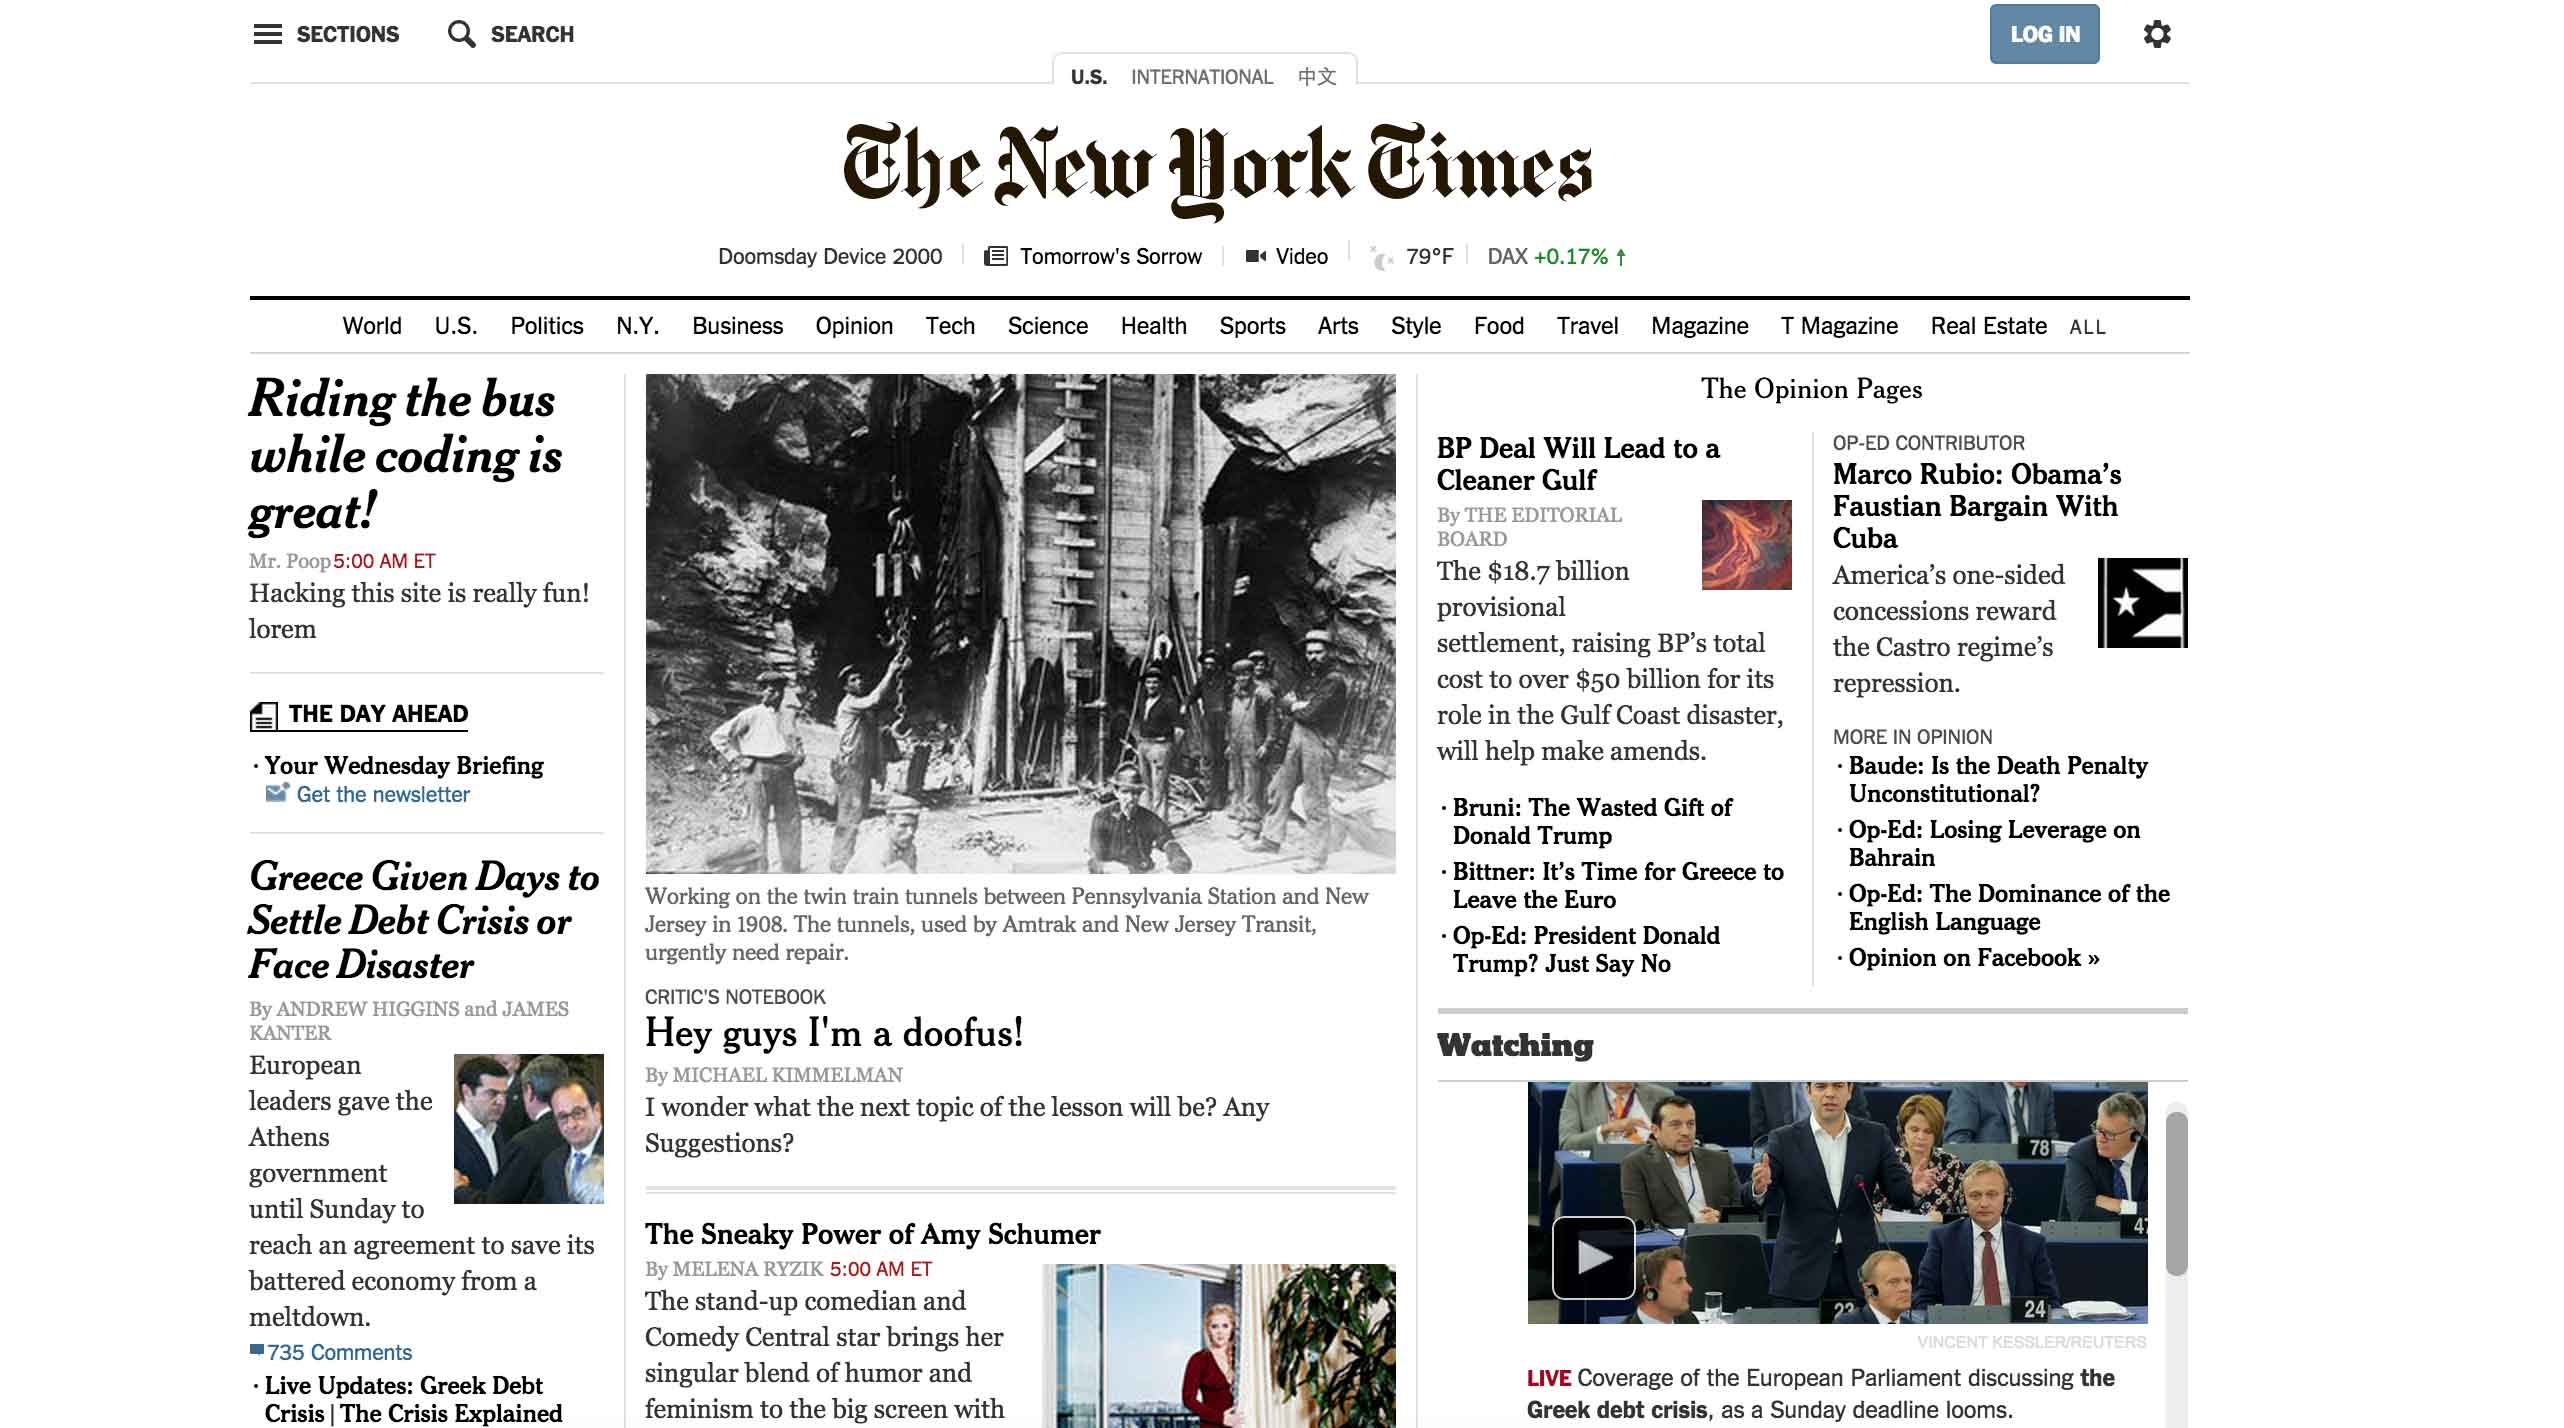 SECTIONS
SEARCH
LOG IN
U.S. INTERNATIONAL 中文
The New York Times
Doomsday Device 2000
Tomorrow's Sorrow
Video
79°F
DAX +0.17% ↑
World U.S. Politics N.Y. Business Opinion Tech Science Health Sports Arts Style Food Travel Magazine T Magazine Real Estate ALL
Riding the bus
while coding is
great!
Mr. Poop 5:00 AM ET
Hacking this site is really fun!
lorem
THE DAY AHEAD
· Your Wednesday Briefing
Get the newsletter
Greece Given Days to
Settle Debt Crisis or
Face Disaster
By ANDREW HIGGINS and JAMES
KANTER
European
leaders gave the
Athens
government
until Sunday to
reach an agreement to save its
battered economy from a
meltdown.
735 Comments
· Live Updates: Greek Debt
Crisis | The Crisis Explained
Working on the twin train tunnels between Pennsylvania Station and New
Jersey in 1908. The tunnels, used by Amtrak and New Jersey Transit,
urgently need repair.
CRITIC'S NOTEBOOK
Hey guys I'm a doofus!
By MICHAEL KIMMELMAN
I wonder what the next topic of the lesson will be? Any
Suggestions?
The Sneaky Power of Amy Schumer
By MELENA RYZIK 5:00 AM ET
The stand-up comedian and
Comedy Central star brings her
singular blend of humor and
feminism to the big screen with
The Opinion Pages
BP Deal Will Lead to a
Cleaner Gulf
By THE EDITORIAL
BOARD
The $18.7 billion
provisional
settlement, raising BP’s total
cost to over $50 billion for its
role in the Gulf Coast disaster,
will help make amends.
· Bruni: The Wasted Gift of
Donald Trump
· Bittner: It’s Time for Greece to
Leave the Euro
· Op-Ed: President Donald
Trump? Just Say No
OP-ED CONTRIBUTOR
Marco Rubio: Obama’s
Faustian Bargain With
Cuba
America’s one-sided
concessions reward
the Castro regime’s
repression.
MORE IN OPINION
· Baude: Is the Death Penalty
Unconstitutional?
· Op-Ed: Losing Leverage on
Bahrain
· Op-Ed: The Dominance of the
English Language
· Opinion on Facebook »
Watching
78
47
23
24
VINCENT KESSLER/REUTERS
LIVE Coverage of the European Parliament discussing the
Greek debt crisis, as a Sunday deadline looms.